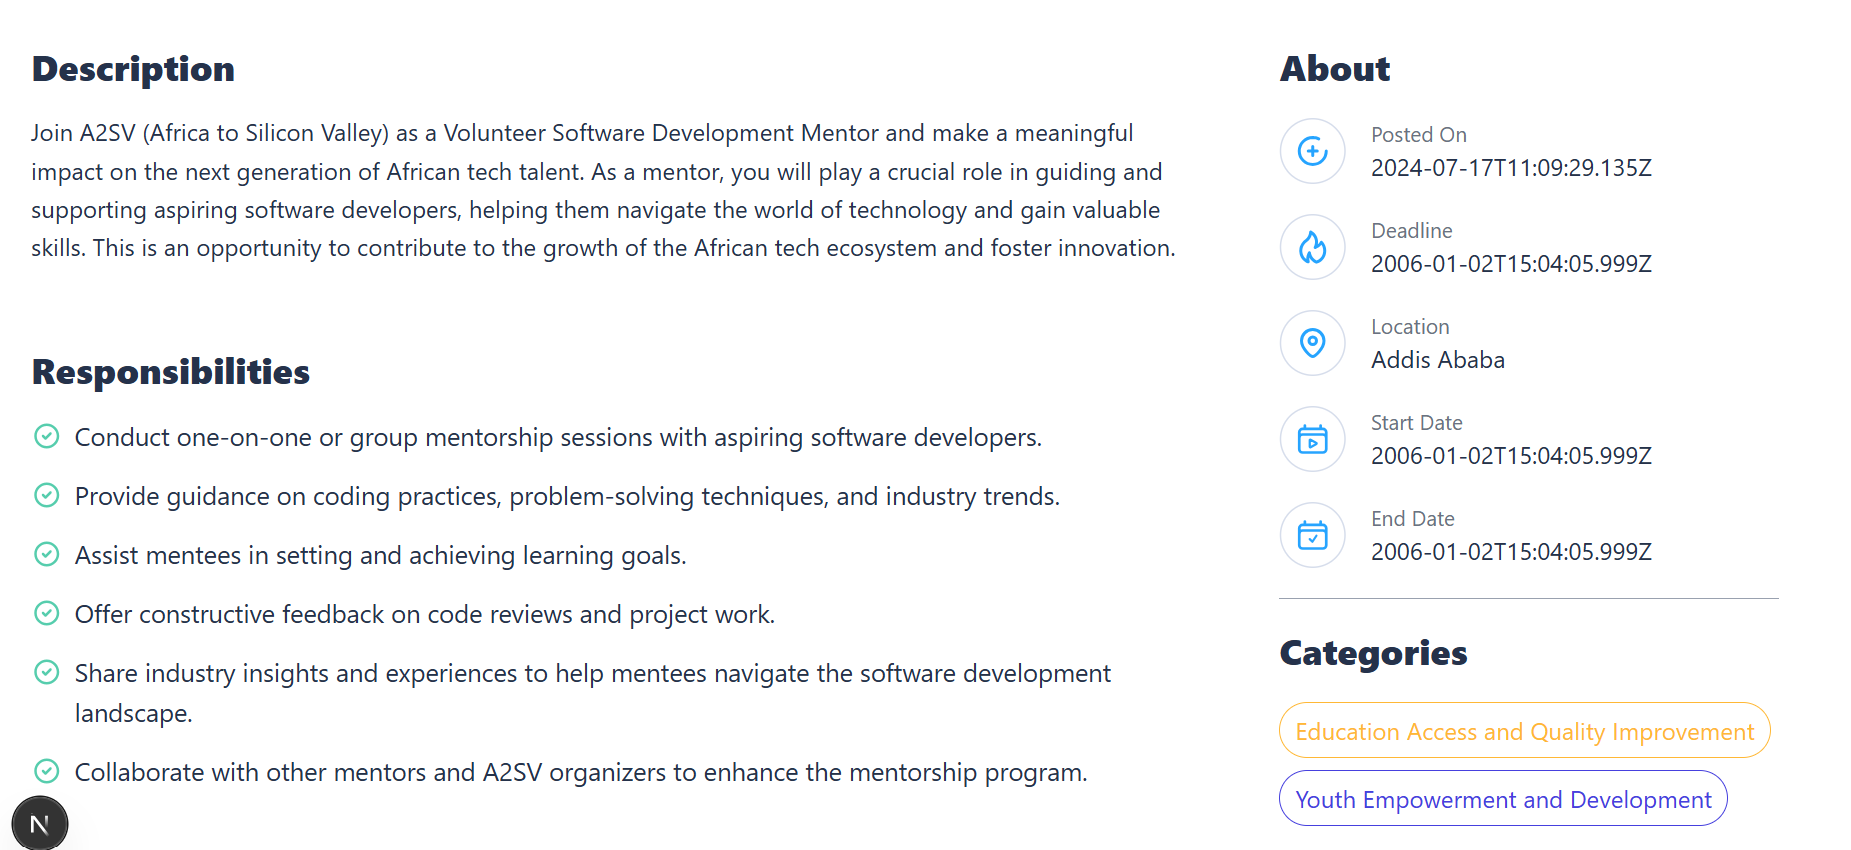 Description
Join A2SV (Africa to Silicon Valley) as a Volunteer Software Development Mentor and make a meaningful
impact on the next generation of African tech talent. As a mentor, you will play a crucial role in guiding and
supporting aspiring software developers, helping them navigate the world of technology and gain valuable
skills. This is an opportunity to contribute to the growth of the African tech ecosystem and foster innovation.
Responsibilities
Conduct one-on-one or group mentorship sessions with aspiring software developers.
Provide guidance on coding practices, problem-solving techniques, and industry trends.
Assist mentees in setting and achieving learning goals.
Offer constructive feedback on code reviews and project work.
Share industry insights and experiences to help mentees navigate the software development
landscape.
Collaborate with other mentors and A2SV organizers to enhance the mentorship program.
N
About
Posted On
2024-07-17T11:09:29.135Z
Deadline
2006-01-02T15:04:05.999Z
Location
Addis Ababa
Start Date
2006-01-02T15:04:05.999Z
End Date
2006-01-02T15:04:05.999Z
Categories
Education Access and Quality Improvement
Youth Empowerment and Development